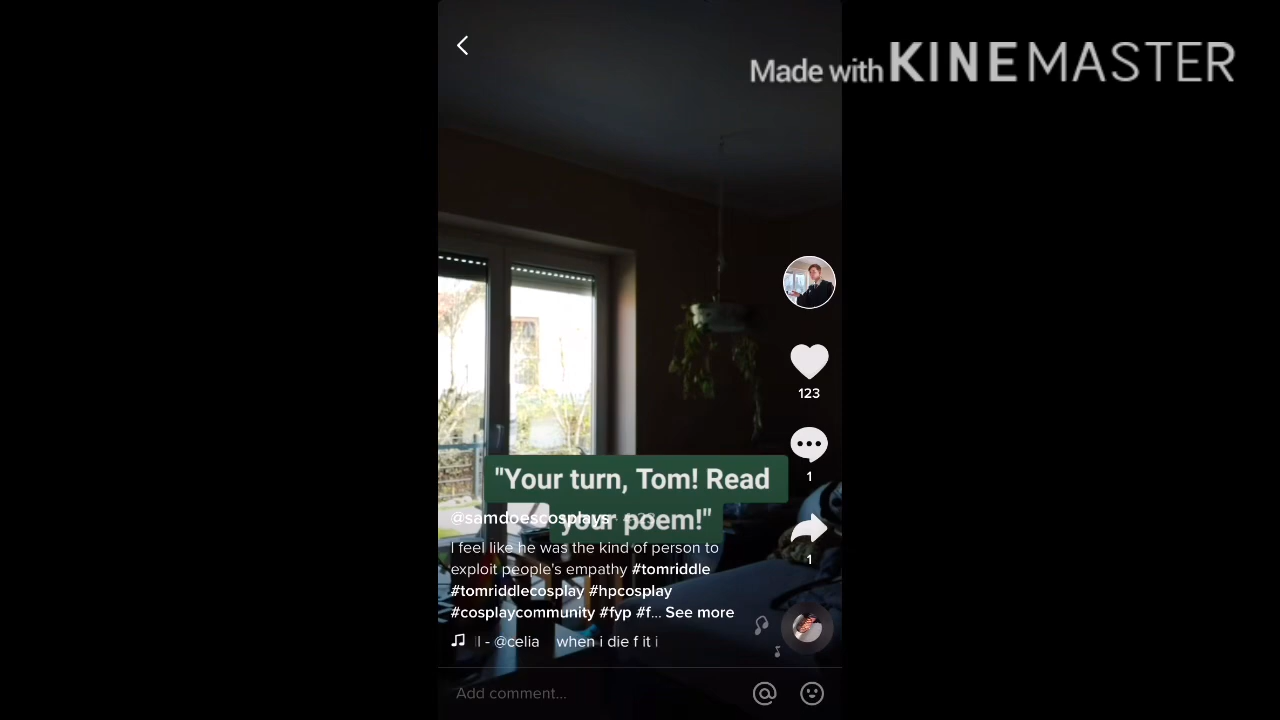 Made with KINEMASTER
123
"Your turn, Tom! Read
1
your poem!"
@samdoescosplays
I feel like he was the kind of person to
exploit people's empathy #tomriddle
1
#tomriddlecosplay #hpcosplay
#cosplaycommunity #fyp #f... See more
l - @celia when i die f it i
Add comment...